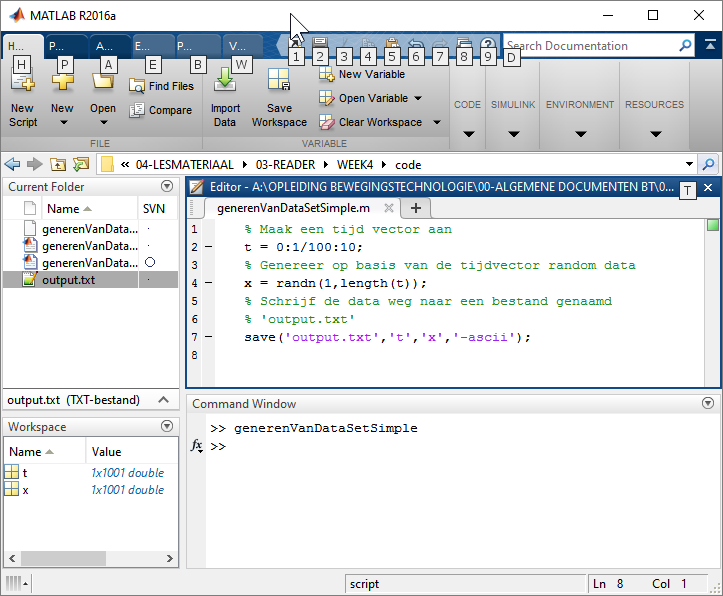 MATLAB R2016a
H... P... A... E... P... V... Search Documentation
H P A E B W 1 2 3 4 5 6 7 8 9 D
New Script
New
Open
Find Files
Compare
Import Data
Save Workspace
New Variable
Open Variable
Clear Workspace
CODE SIMULINK ENVIRONMENT RESOURCES
FILE VARIABLE
« 04-LESMATERIAAL 03-READER WEEK4 code
Current Folder
Name SVN
generenVanData...
generenVanData...
generenVanData...
output.txt
output.txt (TXT-bestand)
Workspace
Name Value
t 1x1001 double
x 1x1001 double
Editor - A:\OPLEIDING BEWEGINGSTECHNOLOGIE\00-ALGEMENE DOCUMENTEN BT\0... T
generenVanDataSetSimple.m
1 % Maak een tijd vector aan
2 t = 0:1/100:10;
3 % Genereer op basis van de tijdvector random data
4 x = randn(1,length(t));
5 % Schrijf de data weg naar een bestand genaamd
6 % 'output.txt'
7 save('output.txt','t','x','-ascii');
8
Command Window
>> generenVanDataSetSimple
fx >>
script Ln 8 Col 1